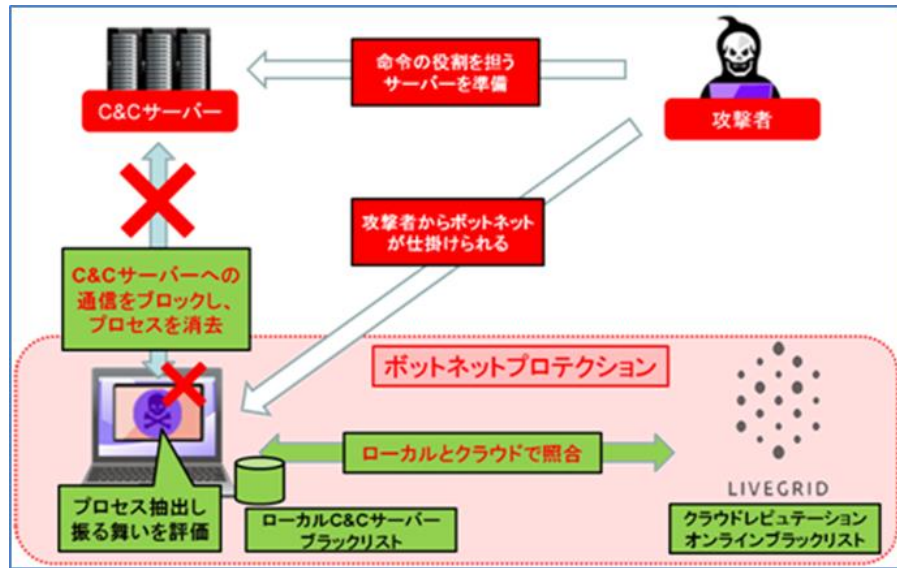 命令の役割を担う
サーバーを準備
C&Cサーバー
攻撃者
攻撃者からボットネット
が仕掛けられる
C&Cサーバーへの
通信をブロックし、
プロセスを消去
ボットネットプロテクション
ローカルとクラウドで照合
LIVEGRID
プロセス抽出し
振る舞いを評価
ローカルC&Cサーバー
ブラックリスト
クラウドレピュテーション
オンラインブラックリスト